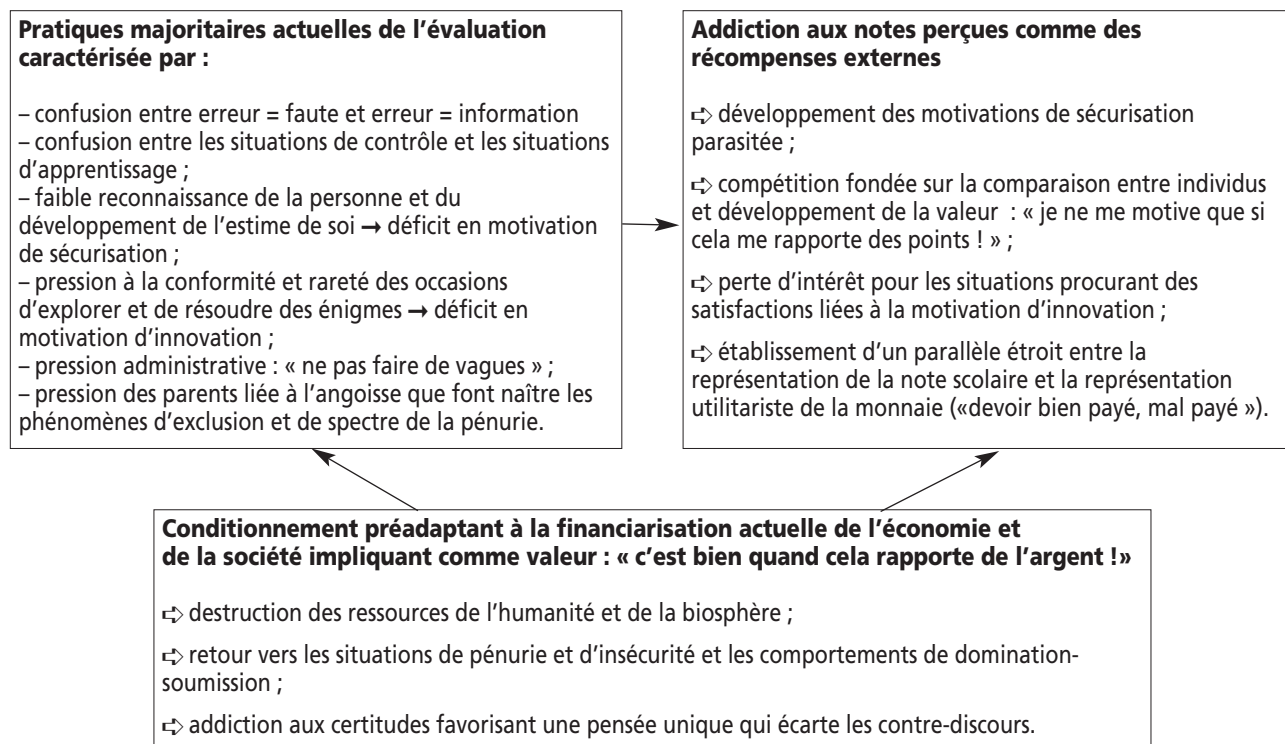 Pratiques majoritaires actuelles de l’évaluation
caractérisée par :
– confusion entre erreur = faute et erreur = information
– confusion entre les situations de contrôle et les situations
d’apprentissage ;
– faible reconnaissance de la personne et du
développement de l’estime de soi ➞ déficit en motivation
de sécurisation ;
– pression à la conformité et rareté des occasions
d’explorer et de résoudre des énigmes ➞ déficit en
motivation d’innovation ;
– pression administrative : « ne pas faire de vagues » ;
– pression des parents liée à l’angoisse que font naître les
phénomènes d’exclusion et de spectre de la pénurie.
Addiction aux notes perçues comme des
récompenses externes
➪ développement des motivations de sécurisation
parasitée ;
➪ compétition fondée sur la comparaison entre individus
et développement de la valeur : « je ne me motive que si
cela me rapporte des points ! » ;
➪ perte d’intérêt pour les situations procurant des
satisfactions liées à la motivation d’innovation ;
➪ établissement d’un parallèle étroit entre la
représentation de la note scolaire et la représentation
utilitariste de la monnaie («devoir bien payé, mal payé »).
Conditionnement préadaptant à la financiarisation actuelle de l’économie et
de la société impliquant comme valeur : « c’est bien quand cela rapporte de l’argent !»
➪ destruction des ressources de l’humanité et de la biosphère ;
➪ retour vers les situations de pénurie et d’insécurité et les comportements de domination-
soumission ;
➪ addiction aux certitudes favorisant une pensée unique qui écarte les contre-discours.